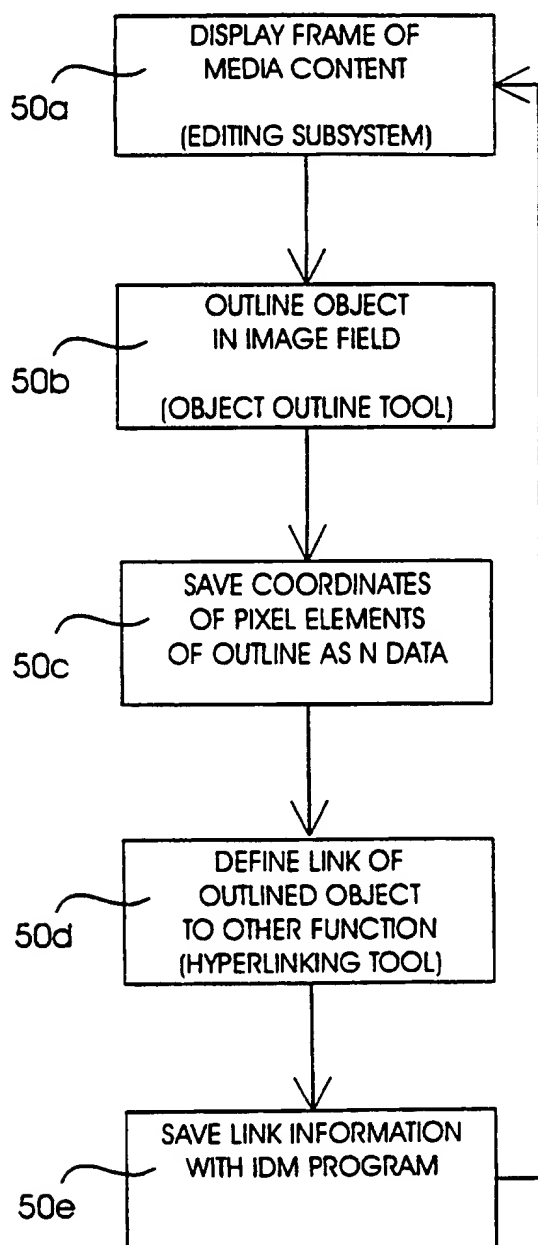 DISPLAY FRAME OF
MEDIA CONTENT
(EDITING SUBSYSTEM)
50a
OUTLINE OBJECT
IN IMAGE FIELD
(OBJECT OUTLINE TOOL)
50b
SAVE COORDINATES
OF PIXEL ELEMENTS
OF OUTLINE AS N DATA
50c
DEFINE LINK OF
OUTLINED OBJECT
TO OTHER FUNCTION
(HYPERLINKING TOOL)
50d
SAVE LINK INFORMATION
WITH IDM PROGRAM
50e